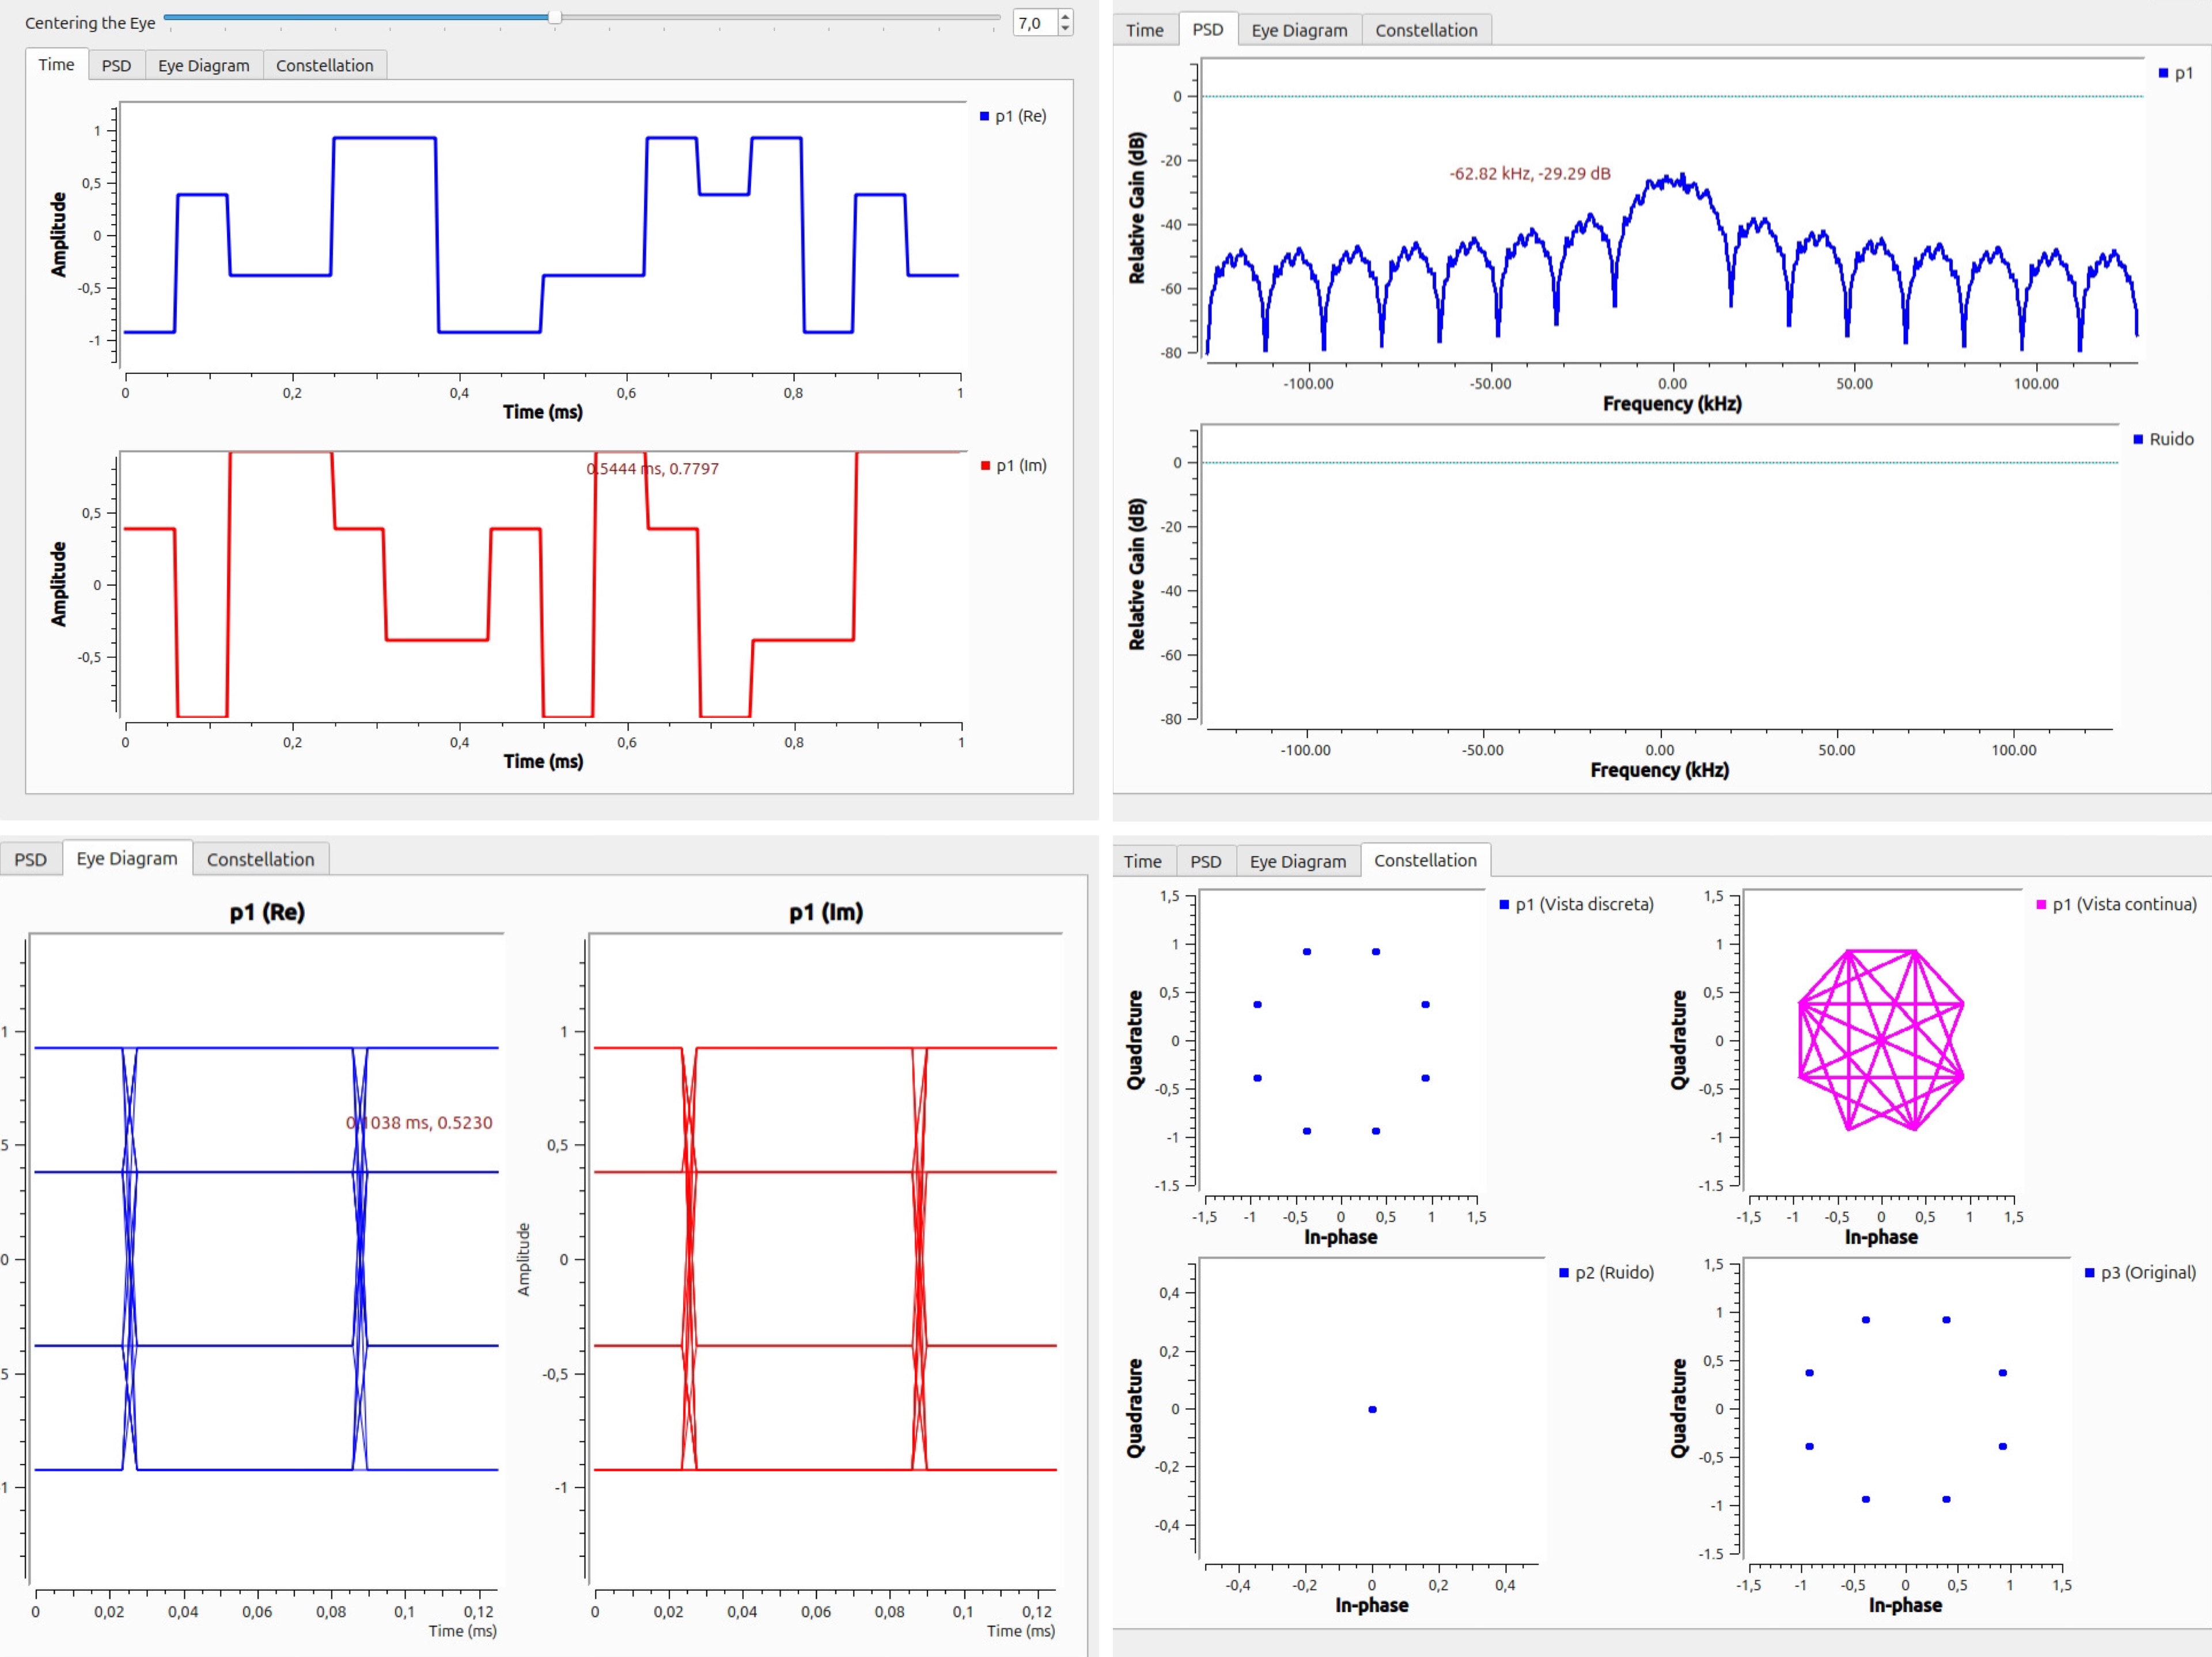 Centering the Eye 7,0
Time PSD Eye Diagram Constellation
p1 (Re)
1
0,5
0
-0,5
-1
Amplitude
0 0,2 0,4 0,6 0,8 1
Time (ms)
p1 (Im)
0.5444 ms, 0.7797
0,5
0
-0,5
Amplitude
0 0,2 0,4 0,6 0,8 1
Time (ms)
Time PSD Eye Diagram Constellation
p1
0
-20
-40
-60
-80
Relative Gain (dB)
-62.82 kHz, -29.29 dB
-100.00 -50.00 0.00 50.00 100.00
Frequency (kHz)
Ruido
0
-20
-40
-60
-80
Relative Gain (dB)
-100.00 -50.00 0.00 50.00 100.00
Frequency (kHz)
PSD Eye Diagram Constellation
p1 (Re)
1
5
0
5
1
0.1038 ms, 0.5230
0 0,02 0,04 0,06 0,08 0,1 0,12
Time (ms)
p1 (Im)
1
0,5
0
-0,5
-1
Amplitude
0 0,02 0,04 0,06 0,08 0,1 0,12
Time (ms)
Time PSD Eye Diagram Constellation
p1 (Vista discreta)
1,5
1
0,5
0
-0,5
-1
-1.5
Quadrature
-1,5 -1 -0,5 0 0,5 1 1,5
In-phase
p1 (Vista continua)
1,5
1
0,5
0
-0,5
-1
-1.5
Quadrature
-1,5 -1 -0,5 0 0,5 1 1,5
In-phase
p2 (Ruido)
0,4
0,2
0
-0,2
-0,4
Quadrature
-0,4 -0,2 0 0,2 0,4
In-phase
p3 (Original)
1,5
1
0,5
0
-0,5
-1
-1.5
Quadrature
-1,5 -1 -0,5 0 0,5 1 1,5
In-phase